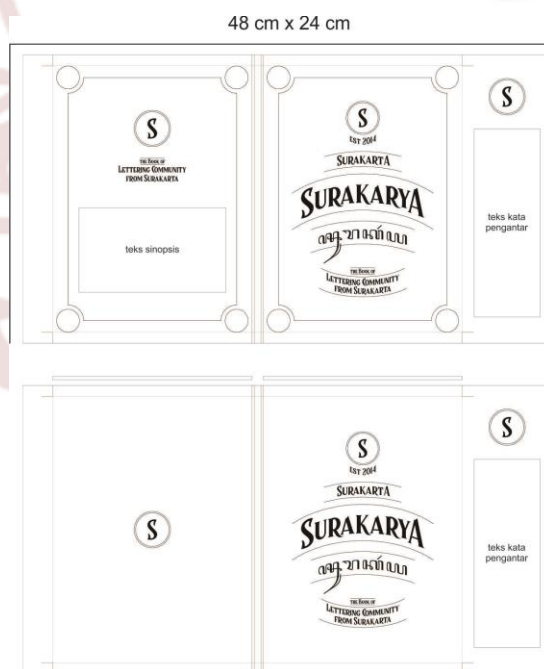 48 cm x 24 cm
S
THE BOOK OF
LETTERING COMMUNITY
FROM SURAKARTA
teks sinopsis
S
EST 2014
SURAKARTA
SURAKARYA
ꦱꦸꦫꦏꦂꦪ
THE BOOK OF
LETTERING COMMUNITY
FROM SURAKARTA
S
teks kata
pengantar
S
S
EST 2014
SURAKARTA
SURAKARYA
ꦱꦸꦫꦏꦂꦪ
THE BOOK OF
LETTERING COMMUNITY
FROM SURAKARTA
S
teks kata
pengantar